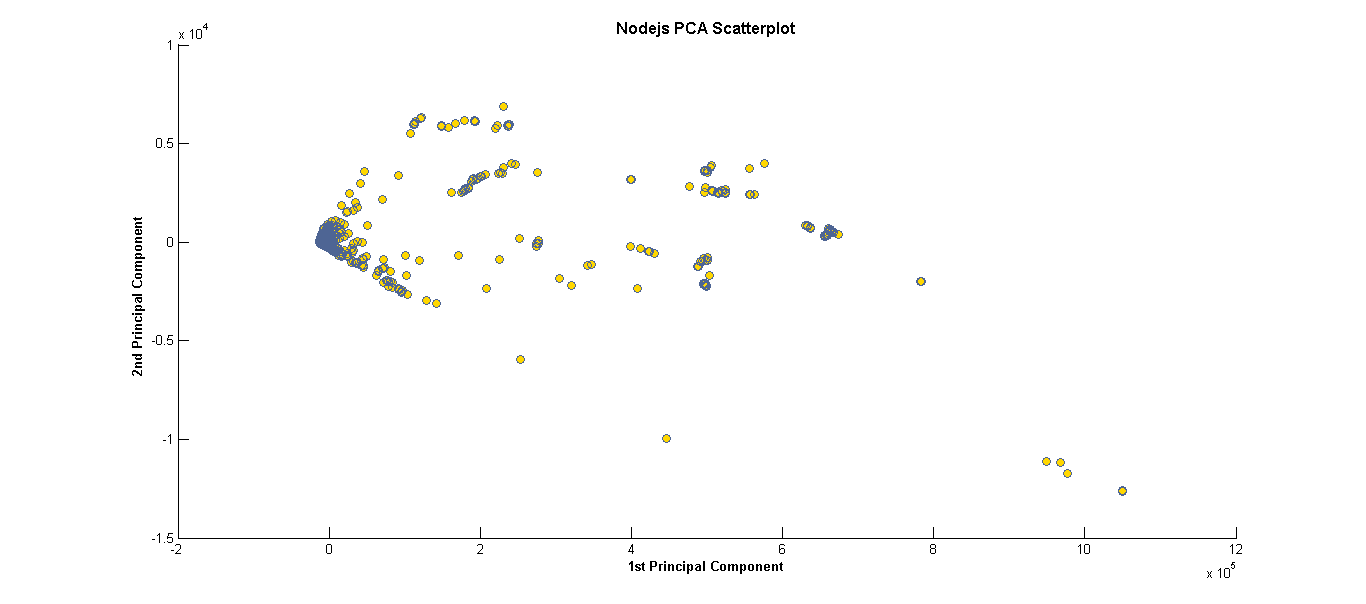 Nodejs PCA Scatterplot
x 10^4
1
0.5
0
-0.5
-1
-1.5
2nd Principal Component
-2 0 2 4 6 8 10 12
1st Principal Component
x 10^5